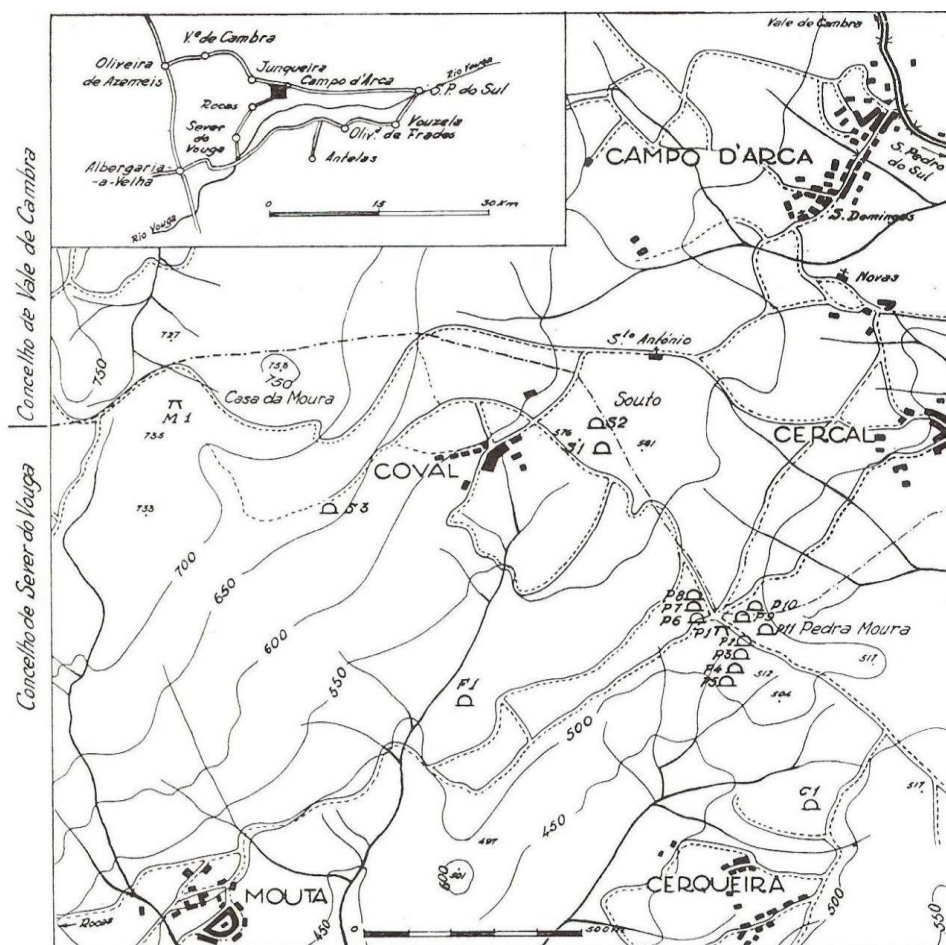 V.ª de Cambra
Oliveira
de Azemeis
Junqueira
Campo d'Arca
Rio Vouga
S.P. do Sul
Rocas
Sever
do
Vouga
Vouzela
Oliv.ª de Frades
Antelas
Albergaria-
-a-Velha
Rio Vouga
0 15 30 Km
Vale de Cambra
CAMPO D'ARCA
S. Pedro
do Sul
S. Domingos
Novas
Concelho de Vale de Cambra
Concelho de Sever do Vouga
750
727
758
750
Casa da Moura
M 1
735
733
Sto António
Souto
S2
S1
576
581
CERCAL
COVAL
S3
700
650
600
550
500
450
P8
P7
P6
P1
P10
P9
P11
Pedra Moura
P2
P3
P4
P5
512
504
517
F1
C1
517
497
500
501
MOUTA
CERQUEIRA
Rocas
450
0 500 m
500
550